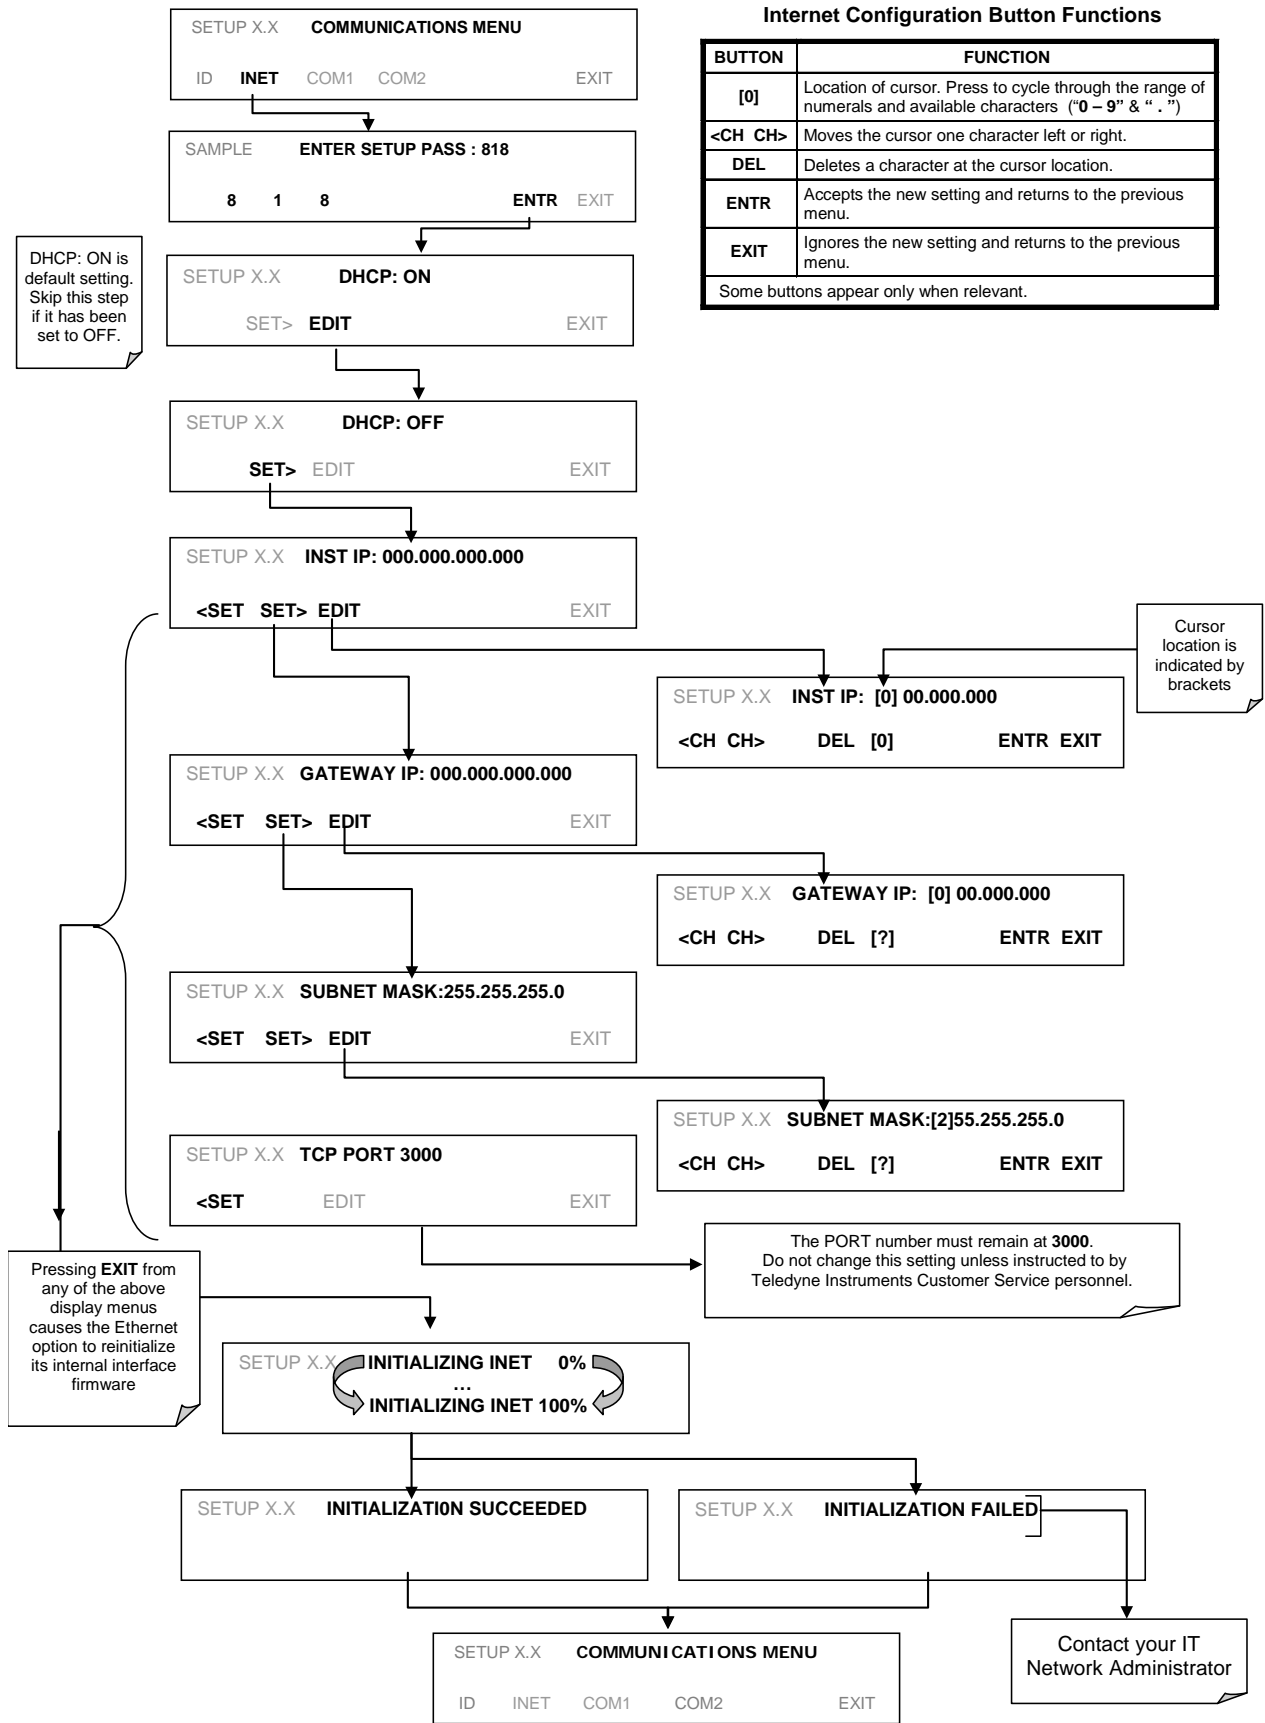 SETUP X.X COMMUNICATIONS MENU
ID INET COM1 COM2 EXIT
Internet Configuration Button Functions
BUTTON FUNCTION
[0] Location of cursor. Press to cycle through the range of
numerals and available characters (“0 – 9” & “ . ”)
<CH CH> Moves the cursor one character left or right.
DEL Deletes a character at the cursor location.
ENTR Accepts the new setting and returns to the previous
menu.
EXIT Ignores the new setting and returns to the previous
menu.
Some buttons appear only when relevant.
SAMPLE ENTER SETUP PASS : 818
8 1 8 ENTR EXIT
DHCP: ON is
default setting.
Skip this step
if it has been
set to OFF.
SETUP X.X DHCP: ON
SET> EDIT EXIT
SETUP X.X DHCP: OFF
SET> EDIT EXIT
SETUP X.X INST IP: 000.000.000.000
<SET SET> EDIT EXIT
Cursor
location is
indicated by
brackets
SETUP X.X INST IP: [0] 00.000.000
<CH CH> DEL [0] ENTR EXIT
SETUP X.X GATEWAY IP: 000.000.000.000
<SET SET> EDIT EXIT
SETUP X.X GATEWAY IP: [0] 00.000.000
<CH CH> DEL [?] ENTR EXIT
SETUP X.X SUBNET MASK:255.255.255.0
<SET SET> EDIT EXIT
SETUP X.X SUBNET MASK:[2]55.255.255.0
<CH CH> DEL [?] ENTR EXIT
SETUP X.X TCP PORT 3000
<SET EDIT EXIT
The PORT number must remain at 3000.
Do not change this setting unless instructed to by
Teledyne Instruments Customer Service personnel.
Pressing EXIT from
any of the above
display menus
causes the Ethernet
option to reinitialize
its internal interface
firmware
SETUP X.X INITIALIZING INET 0%
…
INITIALIZING INET 100%
SETUP X.X INITIALIZATI0N SUCCEEDED
SETUP X.X INITIALIZATION FAILED
Contact your IT
Network Administrator
SETUP X.X COMMUNICATIONS MENU
ID INET COM1 COM2 EXIT